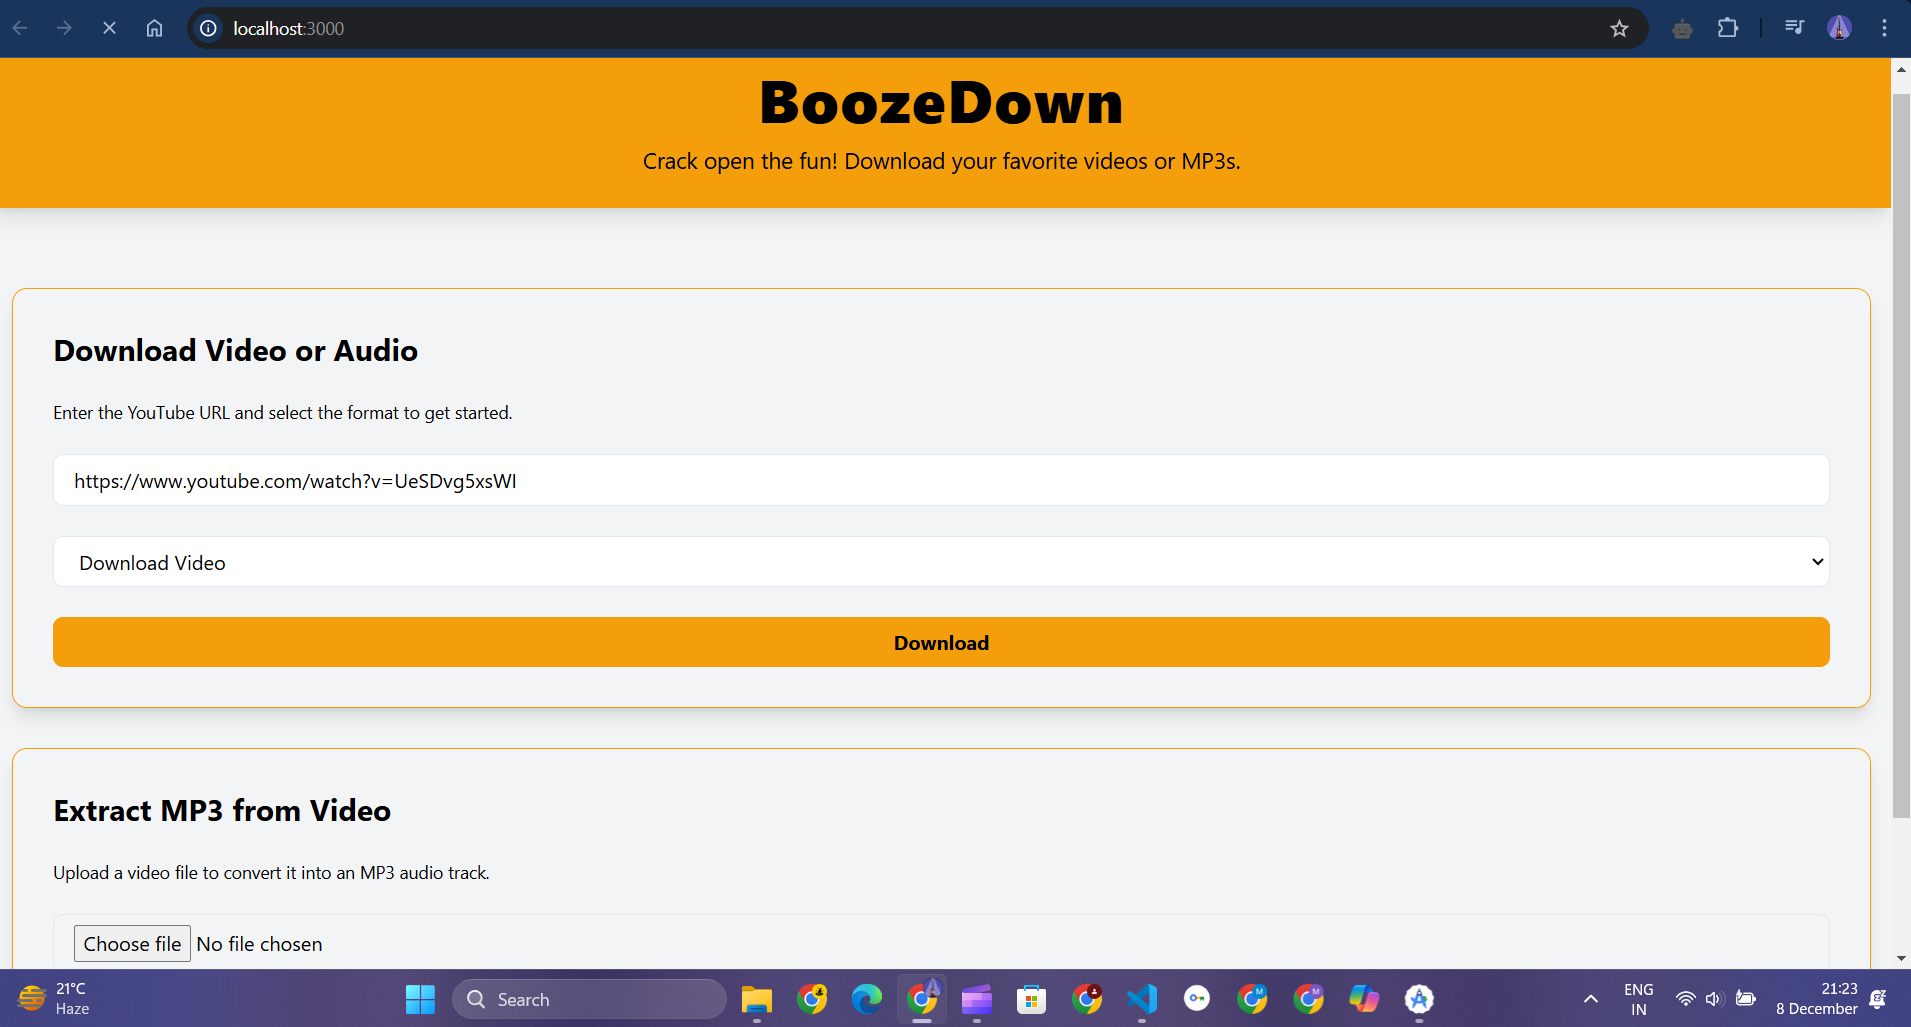 localhost:3000
BoozeDown
Crack open the fun! Download your favorite videos or MP3s.
Download Video or Audio
Enter the YouTube URL and select the format to get started.
https://www.youtube.com/watch?v=UeSDvg5xsWI
Download Video
Download
Extract MP3 from Video
Upload a video file to convert it into an MP3 audio track.
Choose file No file chosen
21°C
Haze
Search
ENG
IN
21:23
8 December